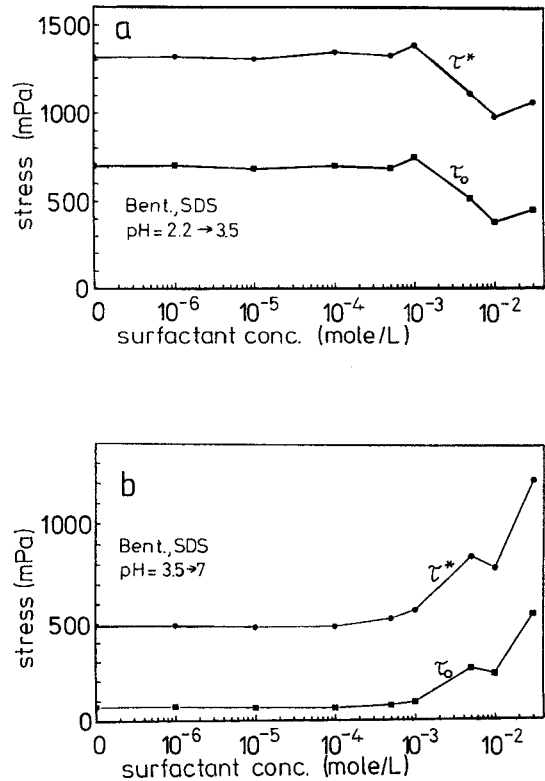 a
1500
1000
500
0
stress (mPa)
τ*
τ₀
Bent., SDS
pH = 2.2 → 3.5
0 10⁻⁶ 10⁻⁵ 10⁻⁴ 10⁻³ 10⁻²
surfactant conc. (mole/L)
b
1000
500
0
stress (mPa)
Bent., SDS
pH = 3.5→7
τ*
τ₀
0 10⁻⁶ 10⁻⁵ 10⁻⁴ 10⁻³ 10⁻²
surfactant conc. (mole/L)